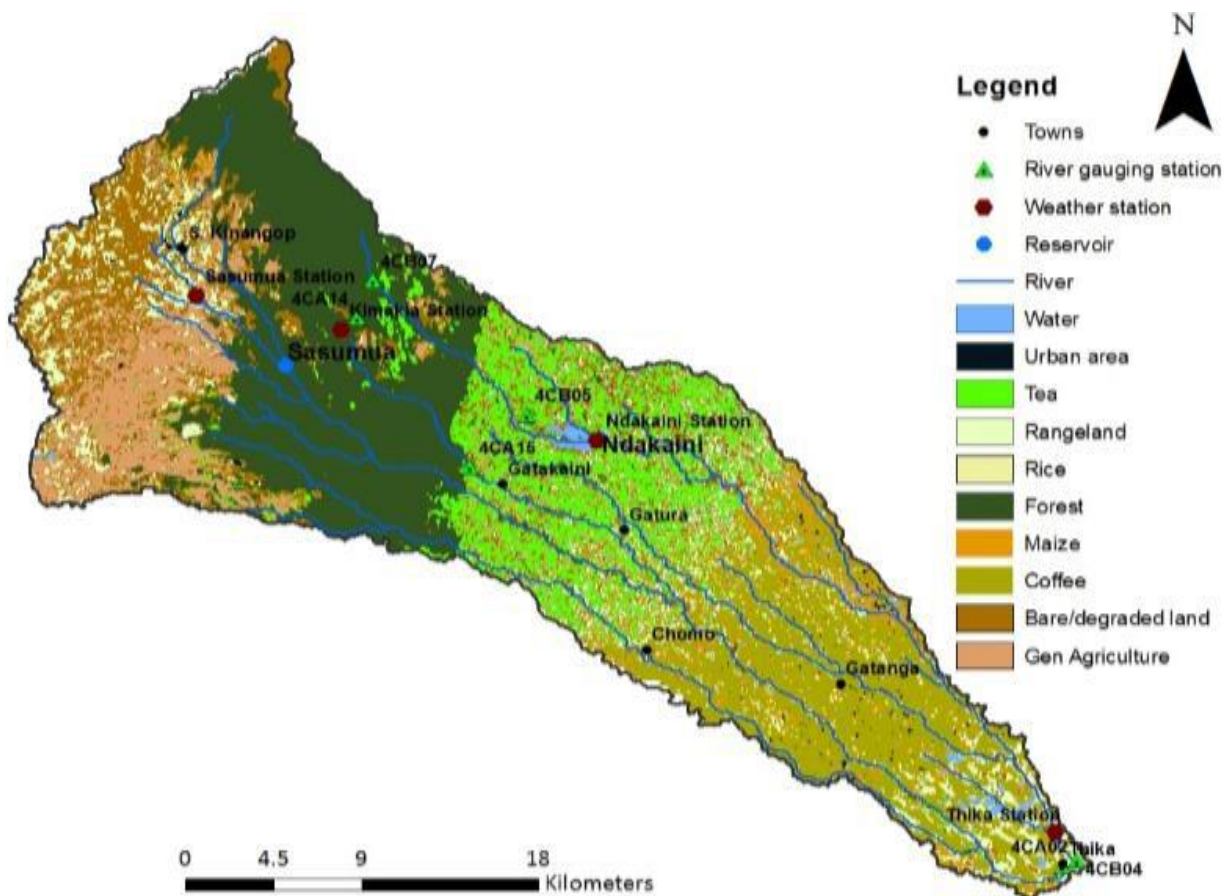 N
Legend
Towns
River gauging station
Weather station
Reservoir
River
Water
Urban area
Tea
Rangeland
Rice
Forest
Maize
Coffee
Bare/degraded land
Gen Agriculture
S. Kinangop
Sasumua Station
4CB07
4CA14
Kimakia Station
Sasumua
4CB05
Ndakaini Station
Ndakaini
4CA15
Gatakaini
Gatura
Chomo
Gatanga
Thika Station
4CA02
Thika
4CB04
0 4.5 9 18
Kilometers